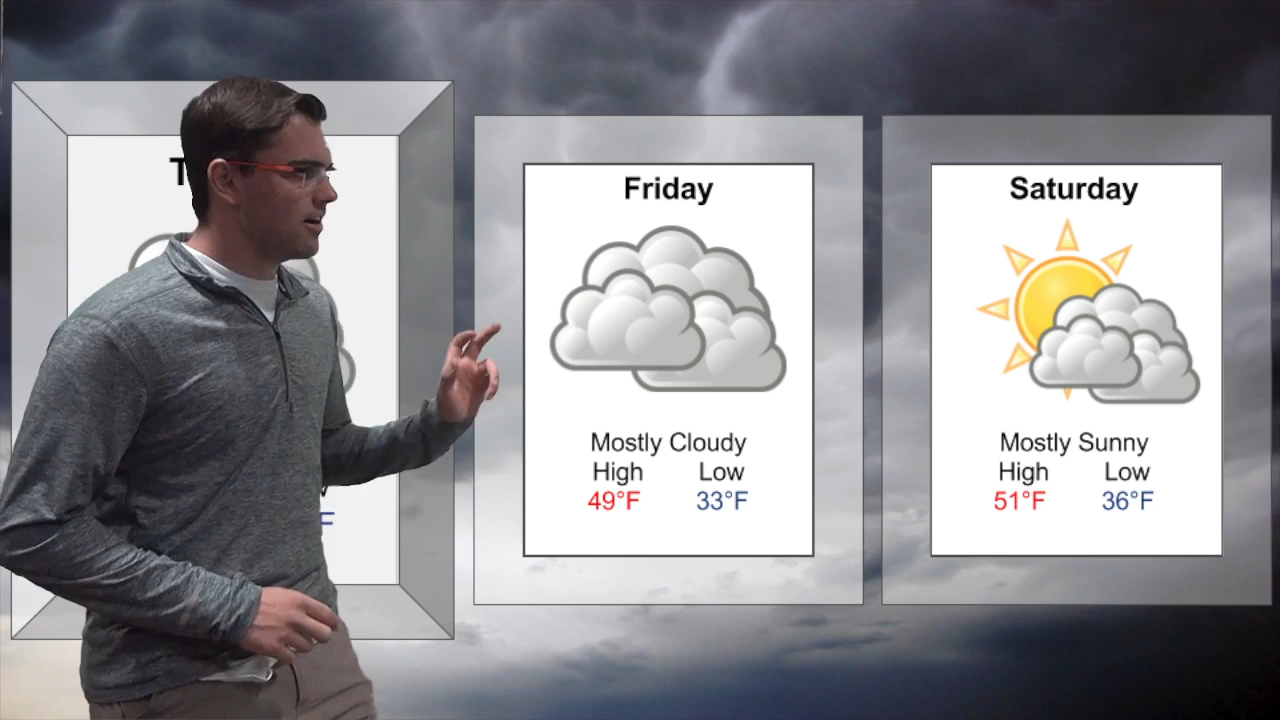 T
F
Friday
Mostly Cloudy
High Low
49°F 33°F
Saturday
Mostly Sunny
High Low
51°F 36°F